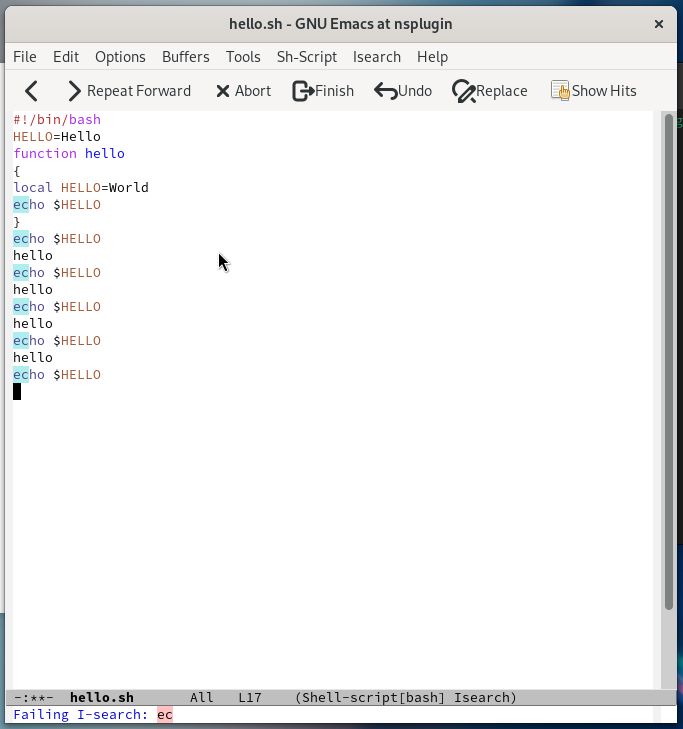 hello.sh - GNU Emacs at nsplugin ×
File Edit Options Buffers Tools Sh-Script Isearch Help
Repeat Forward Abort Finish Undo Replace Show Hits
#!/bin/bash
HELLO=Hello
function hello
{
local HELLO=World
echo $HELLO
}
echo $HELLO
hello
echo $HELLO
hello
echo $HELLO
hello
echo $HELLO
hello
echo $HELLO
-:**- hello.sh All L17 (Shell-script[bash] Isearch)
Failing I-search: ec